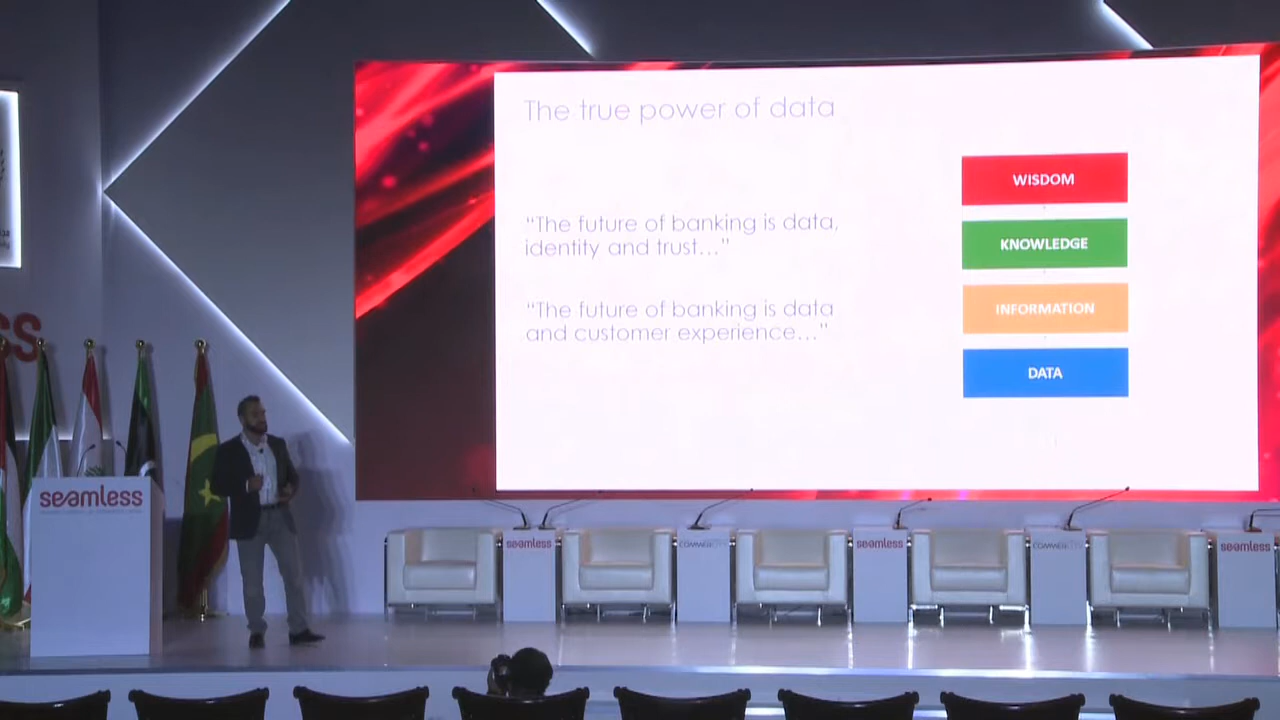 The true power of data
WISDOM
"The future of banking is data,
identity and trust..."
KNOWLEDGE
"The future of banking is data
and customer experience..."
INFORMATION
DATA
ss
seamless
seamless
seamless
seamless